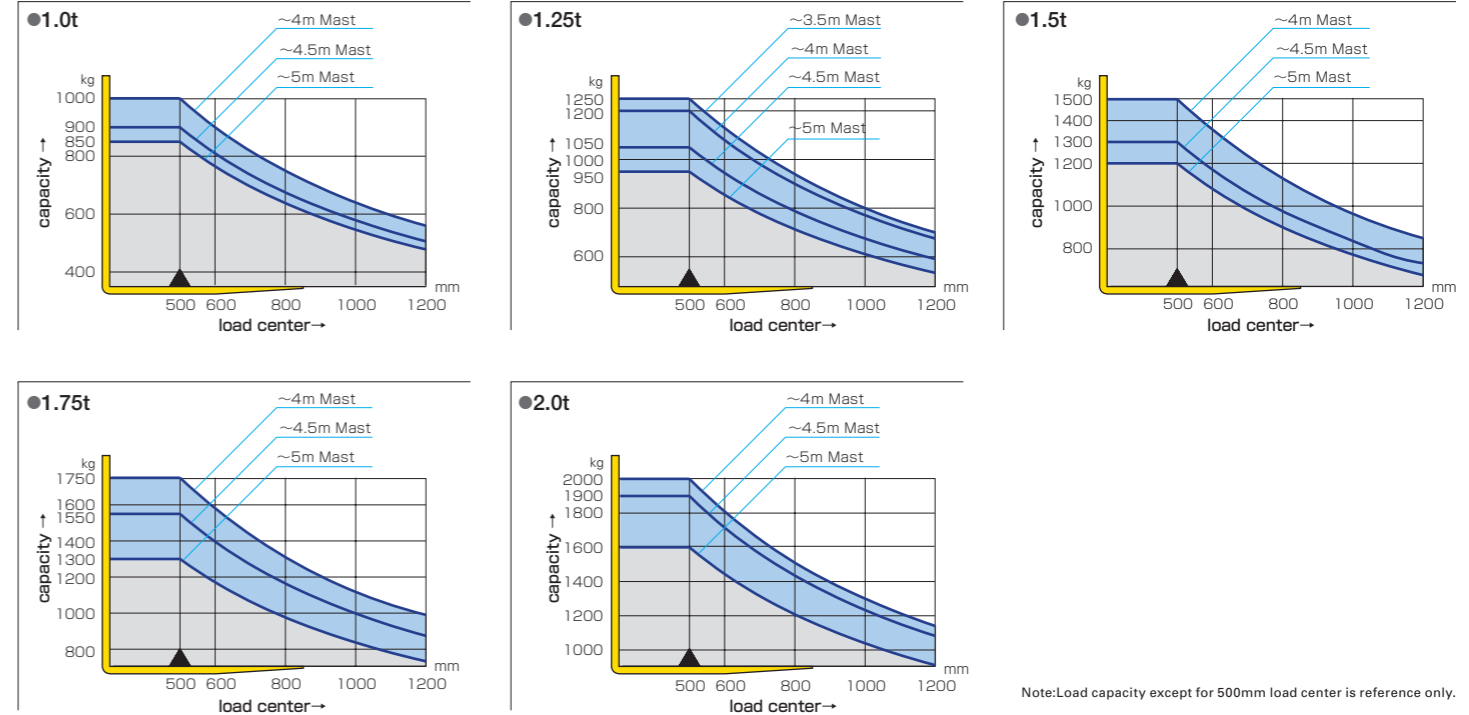 ●1.0t
～4m Mast
～4.5m Mast
～5m Mast
kg
1000
900
850
800
600
400
capacity →
500 600 800 1000 1200
mm
load center→
●1.25t
～3.5m Mast
～4m Mast
～4.5m Mast
～5m Mast
kg
1250
1200
1050
1000
950
800
600
capacity →
500 600 800 1000 1200
mm
load center→
●1.5t
～4m Mast
～4.5m Mast
～5m Mast
kg
1500
1400
1300
1200
1000
800
capacity →
500 600 800 1000 1200
mm
load center→
●1.75t
～4m Mast
～4.5m Mast
～5m Mast
kg
1750
1600
1550
1400
1300
1200
1000
800
capacity →
500 600 800 1000 1200
mm
load center→
●2.0t
～4m Mast
～4.5m Mast
～5m Mast
kg
2000
1900
1800
1600
1400
1200
1000
capacity →
500 600 800 1000 1200
mm
load center→
Note:Load capacity except for 500mm load center is reference only.